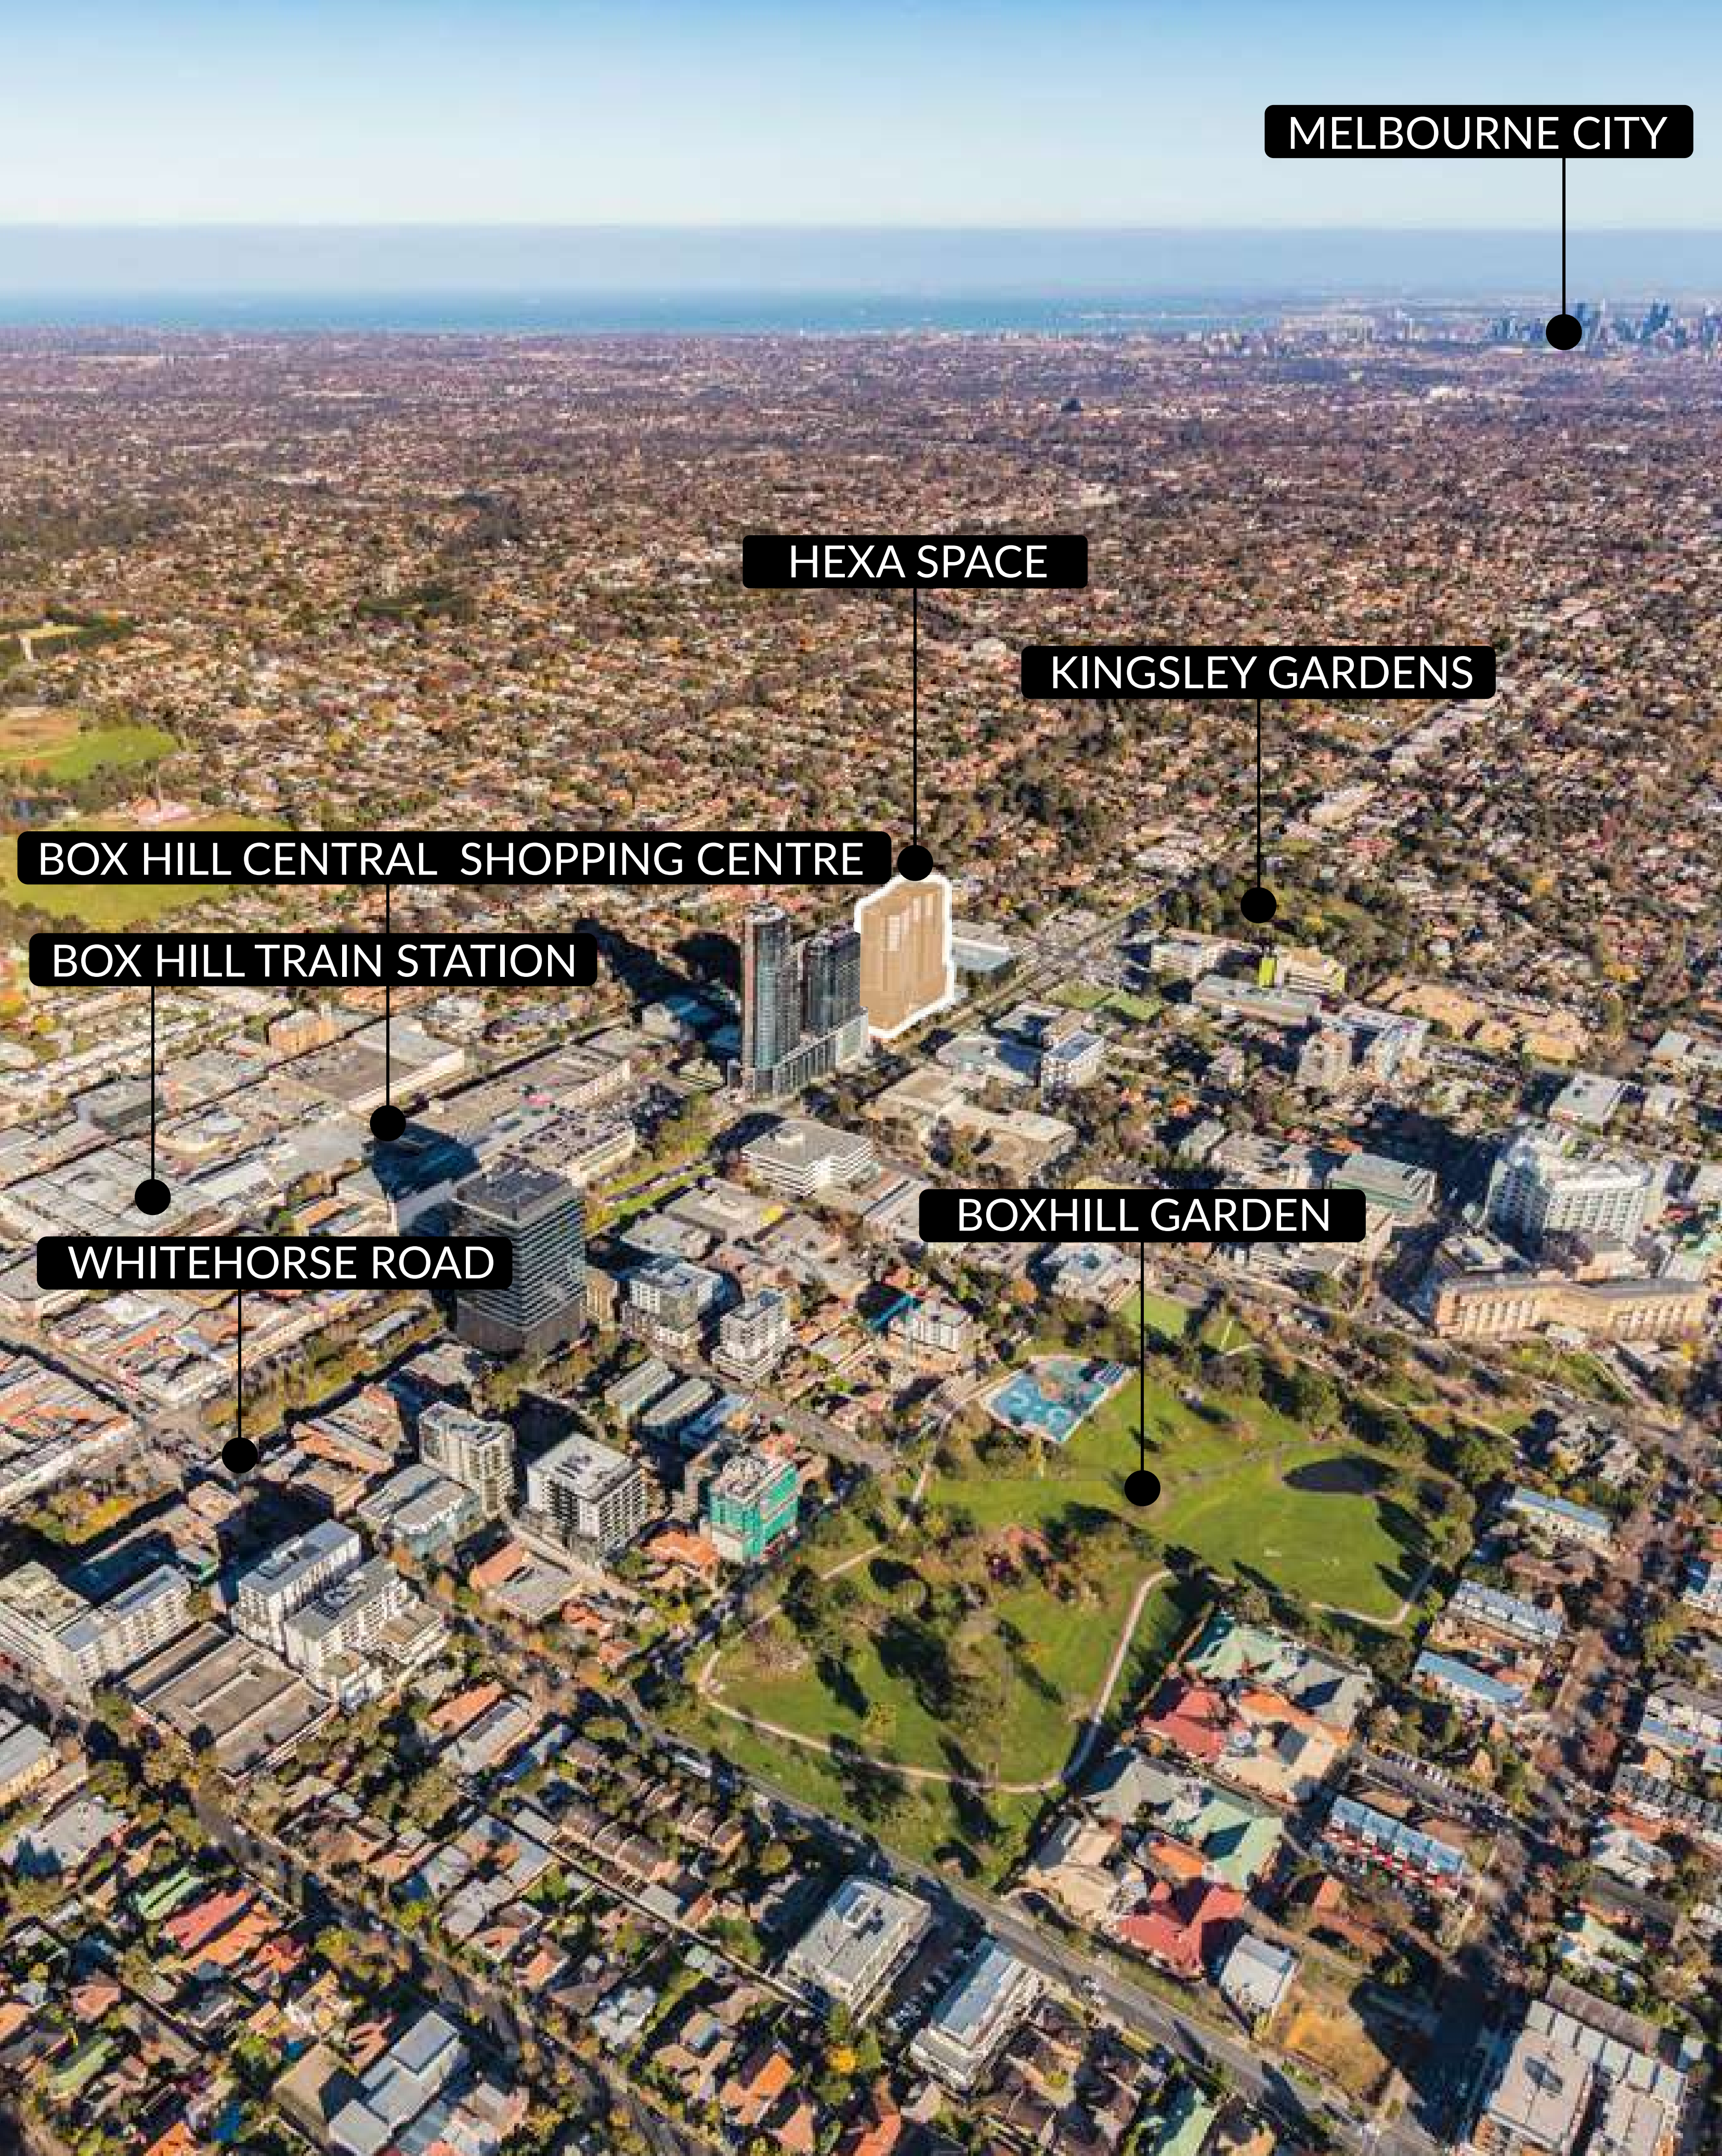 MELBOURNE CITY
HEXA SPACE
KINGSLEY GARDENS
BOX HILL CENTRAL  SHOPPING CENTRE
BOX HILL TRAIN STATION
BOXHILL GARDEN
WHITEHORSE ROAD